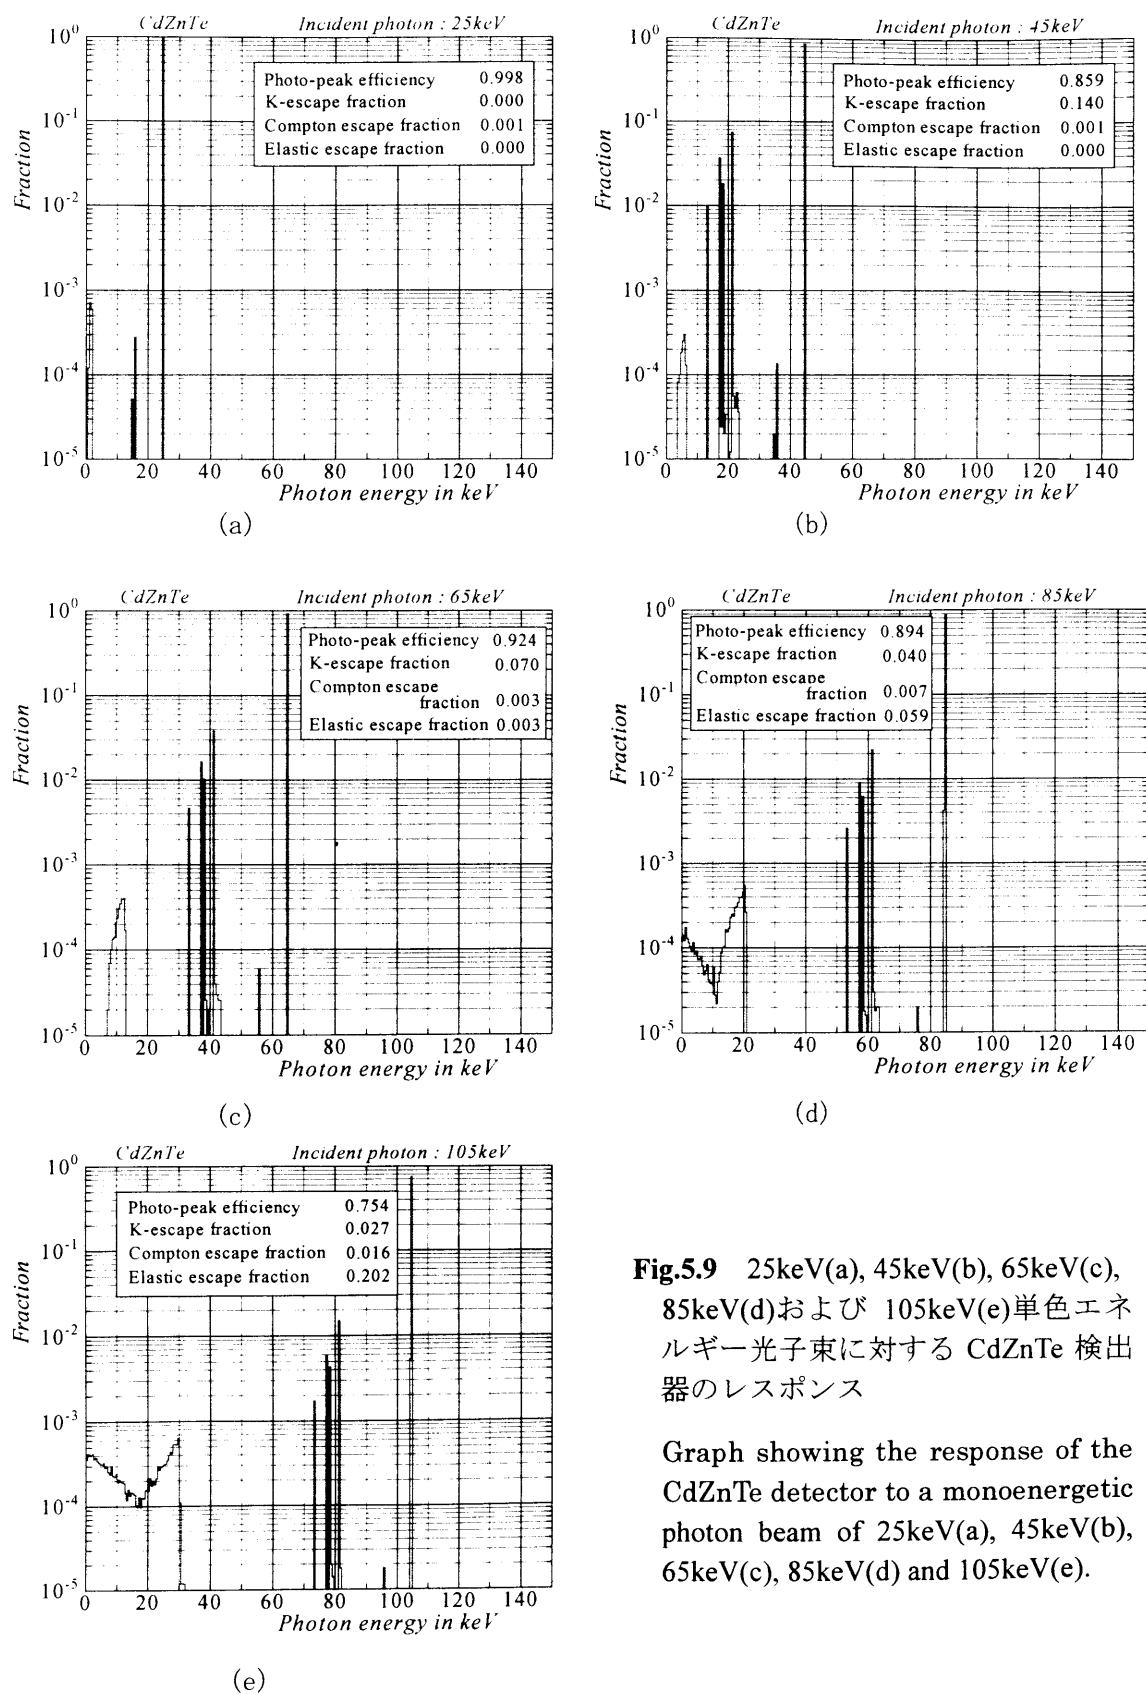 CdZnTe Incident photon : 25keV
Photo-peak efficiency 0.998
K-escape fraction 0.000
Compton escape fraction 0.001
Elastic escape fraction 0.000
Fraction
10⁰
10⁻¹
10⁻²
10⁻³
10⁻⁴
10⁻⁵
0 20 40 60 80 100 120 140
Photon energy in keV
(a)
CdZnTe Incident photon : 45keV
Photo-peak efficiency 0.859
K-escape fraction 0.140
Compton escape fraction 0.001
Elastic escape fraction 0.000
Fraction
10⁰
10⁻¹
10⁻²
10⁻³
10⁻⁴
10⁻⁵
0 20 40 60 80 100 120 140
Photon energy in keV
(b)
CdZnTe Incident photon : 65keV
Photo-peak efficiency 0.924
K-escape fraction 0.070
Compton escape
fraction 0.003
Elastic escape fraction 0.003
Fraction
10⁰
10⁻¹
10⁻²
10⁻³
10⁻⁴
10⁻⁵
0 20 40 60 80 100 120 140
Photon energy in keV
(c)
CdZnTe Incident photon : 85keV
Photo-peak efficiency 0.894
K-escape fraction 0.040
Compton escape
fraction 0.007
Elastic escape fraction 0.059
Fraction
10⁰
10⁻¹
10⁻²
10⁻³
10⁻⁴
10⁻⁵
0 20 40 60 80 100 120 140
Photon energy in keV
(d)
CdZnTe Incident photon : 105keV
Photo-peak efficiency 0.754
K-escape fraction 0.027
Compton escape fraction 0.016
Elastic escape fraction 0.202
Fraction
10⁰
10⁻¹
10⁻²
10⁻³
10⁻⁴
10⁻⁵
0 20 40 60 80 100 120 140
Photon energy in keV
(e)
Fig.5.9 25keV(a), 45keV(b), 65keV(c),
85keV(d)および 105keV(e)単色エネ
ルギー光子束に対する CdZnTe 検出
器のレスポンス
Graph showing the response of the
CdZnTe detector to a monoenergetic
photon beam of 25keV(a), 45keV(b),
65keV(c), 85keV(d) and 105keV(e).